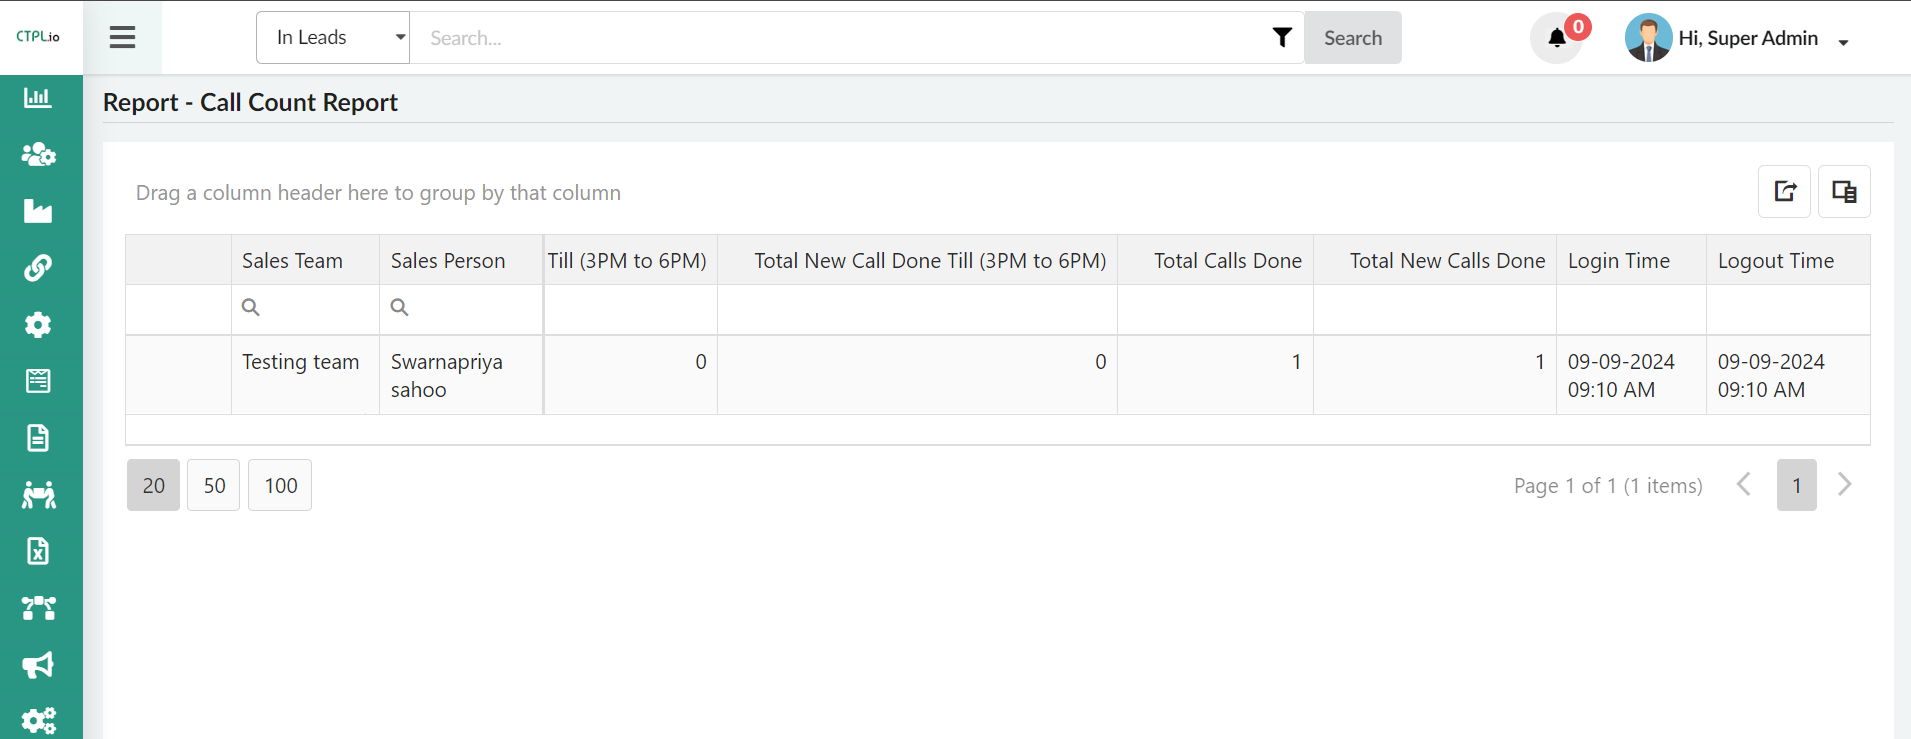 CTPL.io
In Leads
Search...
Search
0
Hi, Super Admin
Report - Call Count Report
Drag a column header here to group by that column
Sales Team
Sales Person
Till (3PM to 6PM)
Total New Call Done Till (3PM to 6PM)
Total Calls Done
Total New Calls Done
Login Time
Logout Time
Testing team
Swarnapriya
sahoo
0
0
1
1
09-09-2024
09:10 AM
09-09-2024
09:10 AM
20
50
100
Page 1 of 1 (1 items)
1